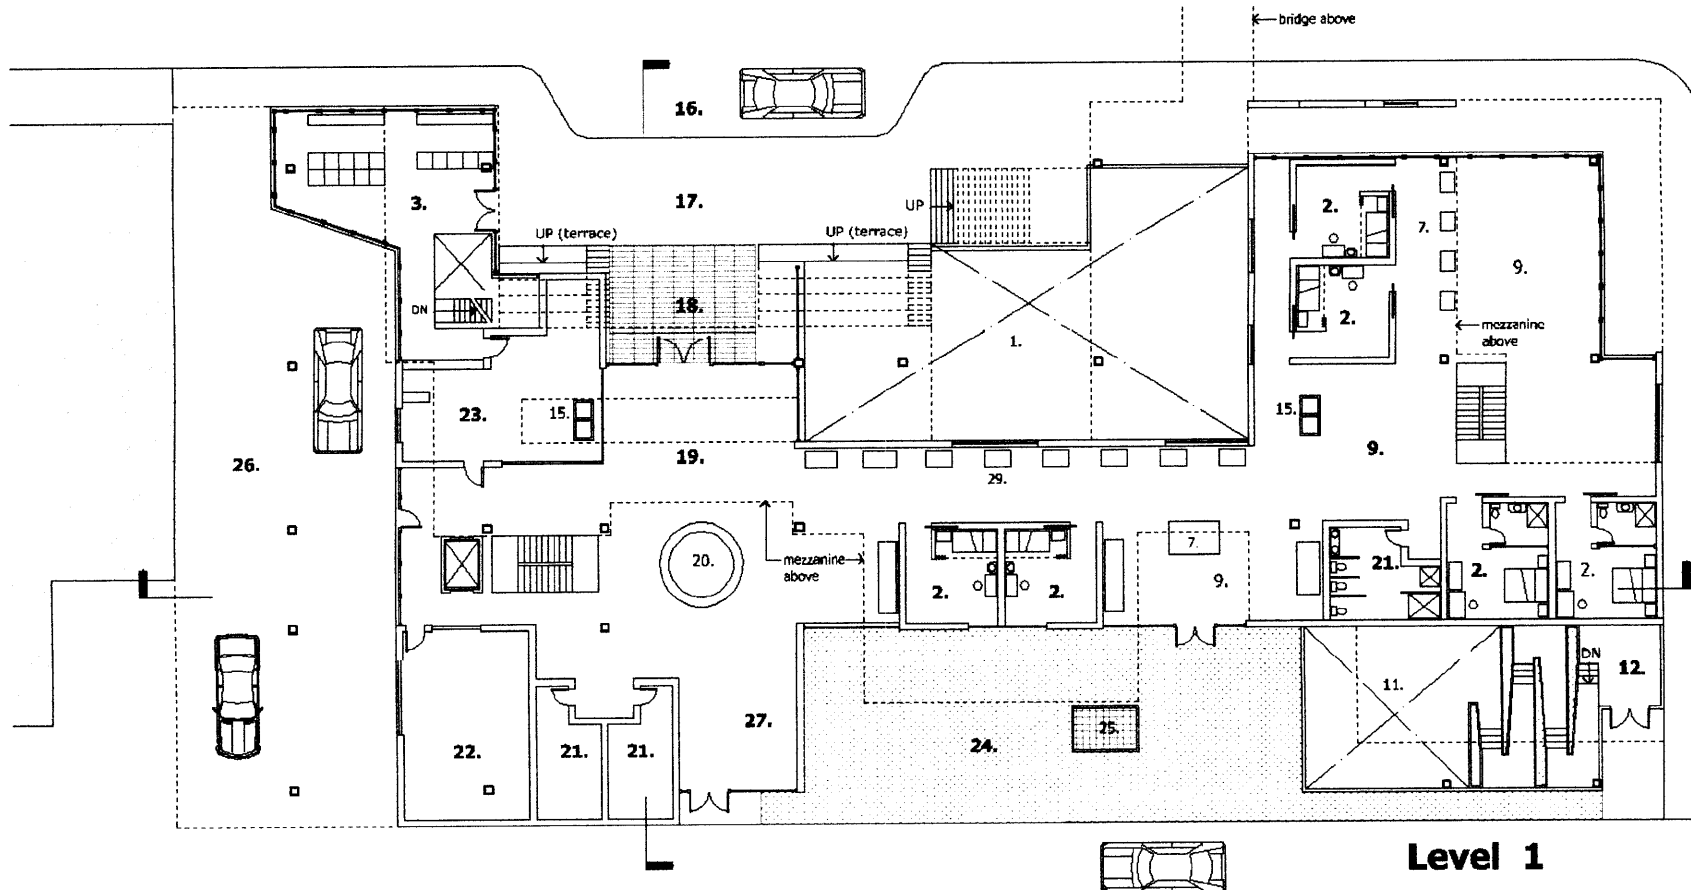 bridge above
16.
3.
17.
2.
7.
UP
UP (terrace)
UP (terrace)
9.
DN
18.
2.
mezzanine
above
1.
23.
15.
15.
26.
19.
9.
29.
20.
mezzanine
above
7.
21.
2.
2.
2.
2.
9.
DN
12.
11.
27.
25.
22.
21.
21.
24.
Level 1